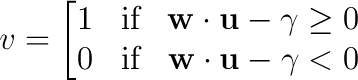 v = [ 1 if w · u − γ ≥ 0
0 if w · u − γ < 0